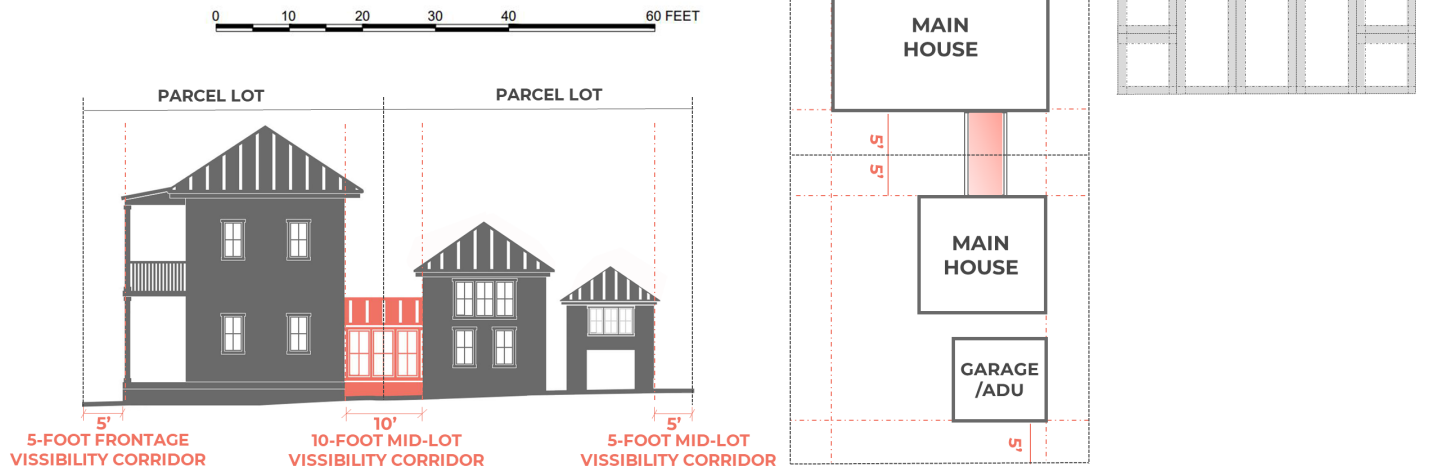 0 10 20 30 40 60 FEET
PARCEL LOT
PARCEL LOT
5’
5-FOOT FRONTAGE
VISSIBILITY CORRIDOR
10’
10-FOOT MID-LOT
VISSIBILITY CORRIDOR
5’
5-FOOT MID-LOT
VISSIBILITY CORRIDOR
MAIN
HOUSE
5’
5’
MAIN
HOUSE
GARAGE
/ADU
5’